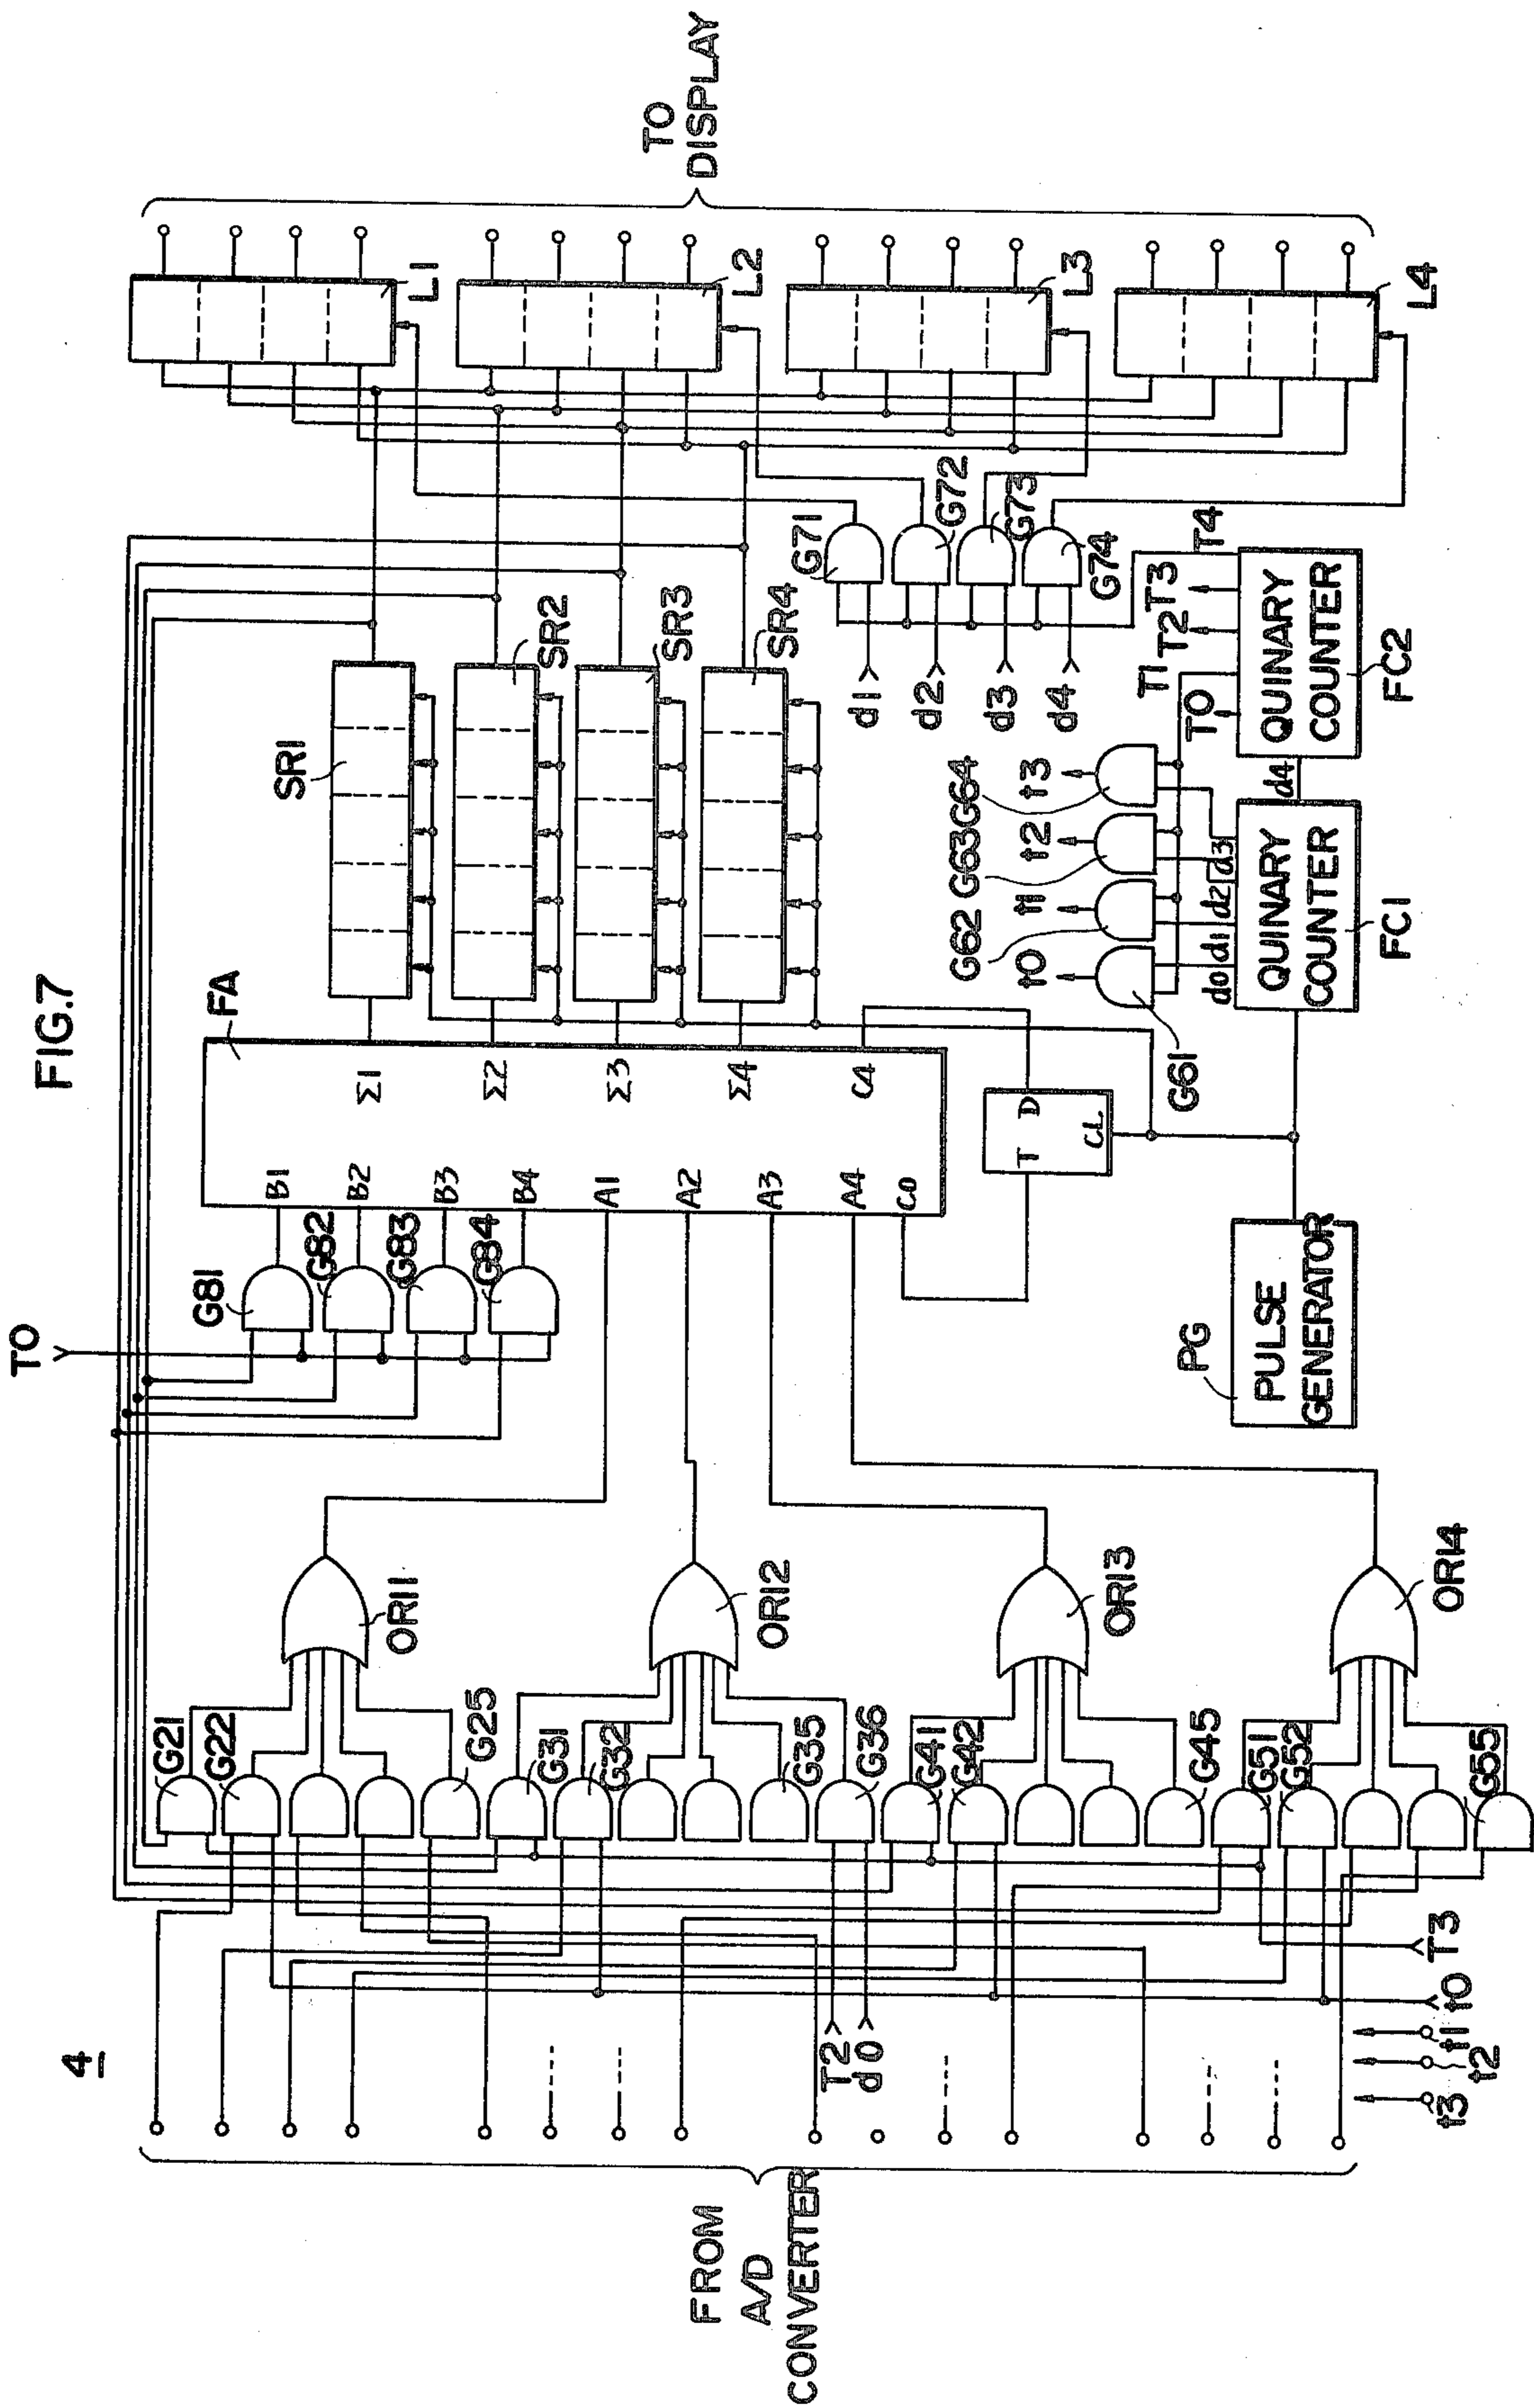 FIG.7
4
TO
FROM
A/D
CONVERTER
TO
DISPLAY
G21
G22
G25
G31
G32
G35
G36
G41
G42
G45
G51
G52
G55
T2
d0
T3
t0
t1
t2
t3
OR11
OR12
OR13
OR14
G81
G82
G83
G84
FA
B1
B2
B3
B4
A1
A2
A3
A4
C0
Σ1
Σ2
Σ3
Σ4
C4
T D
CL
PG
PULSE
GENERATOR
SR1
SR2
SR3
SR4
G61
G62
G63
G64
t0
t1
t2
t3
d0
d1
d2
d3
QUINARY
COUNTER
FC1
d4
QUINARY
COUNTER
FC2
T0
T1
T2
T3
T4
d1
d2
d3
d4
G71
G72
G73
G74
L1
L2
L3
L4